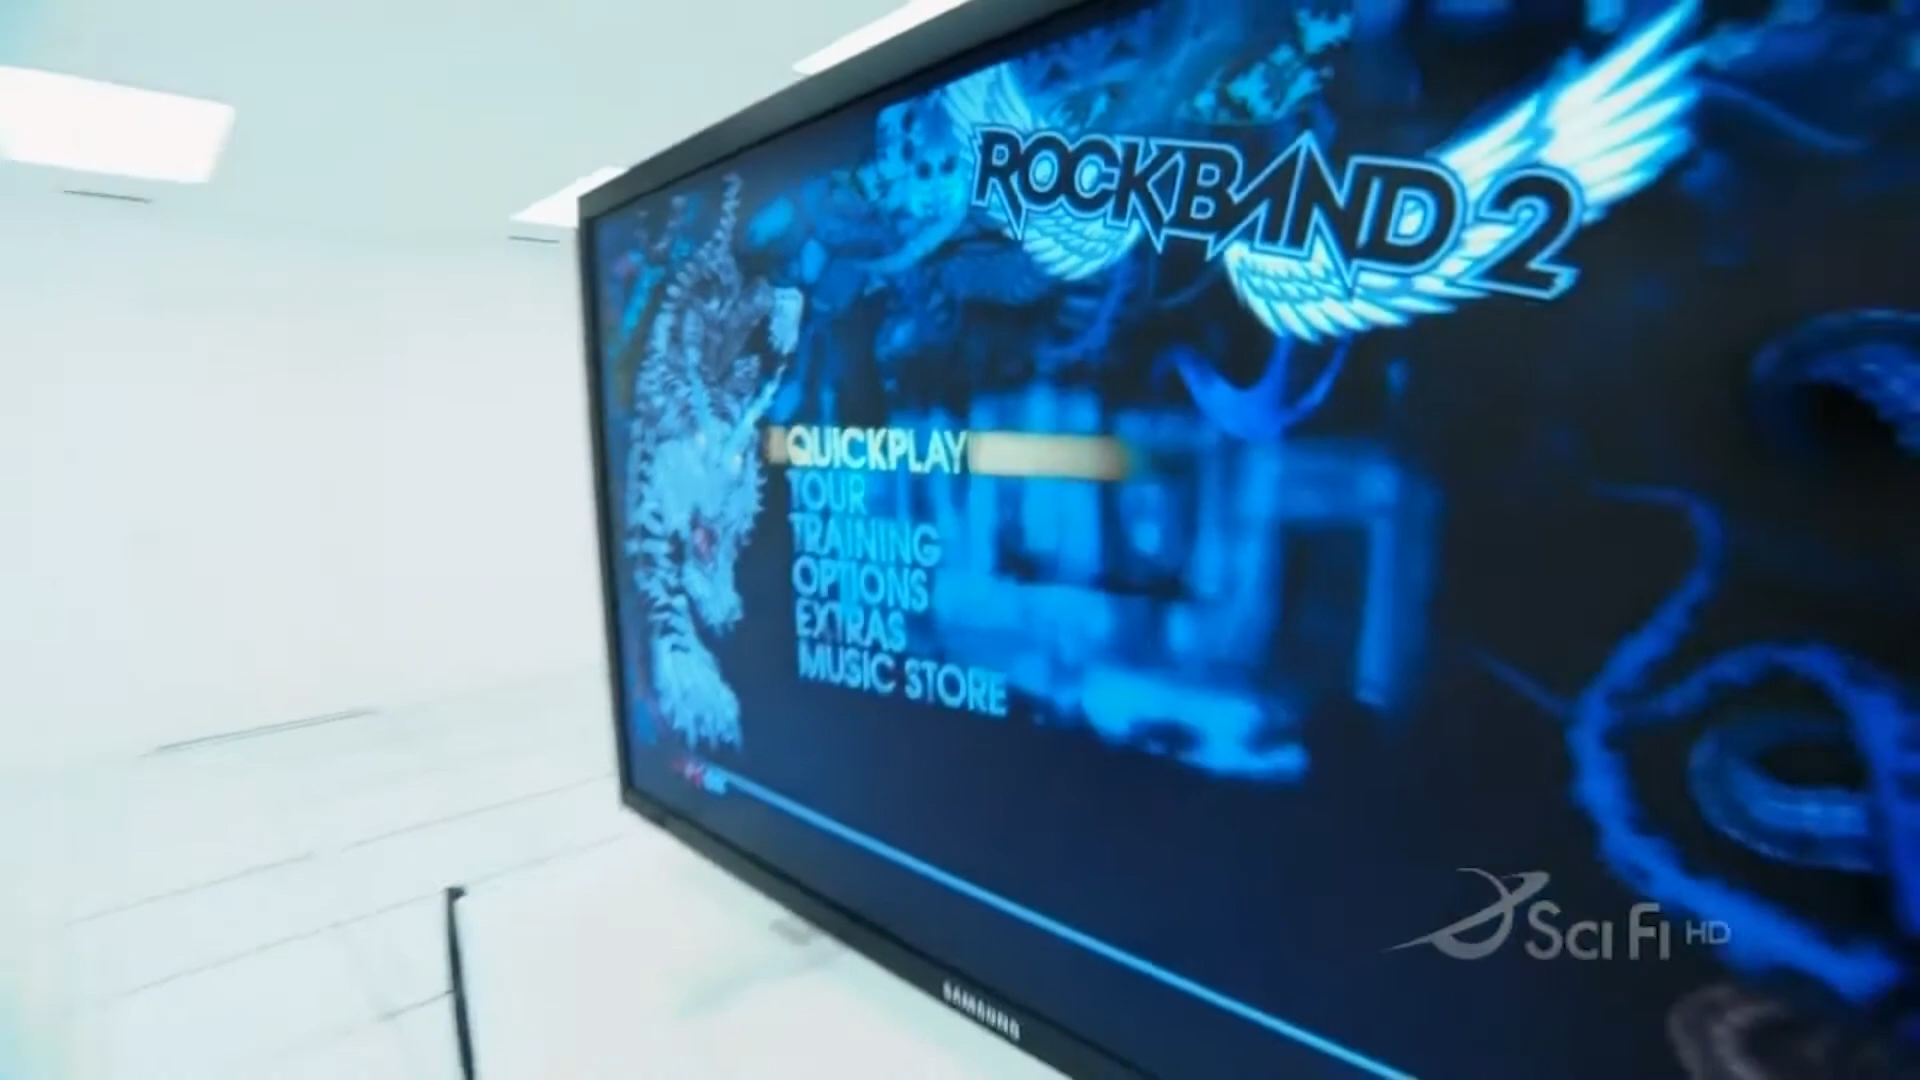 ROCKBAND 2
QUICKPLAY
TOUR
TRAINING
OPTIONS
EXTRAS
MUSIC STORE
SCI FI HD
SAMSUNG